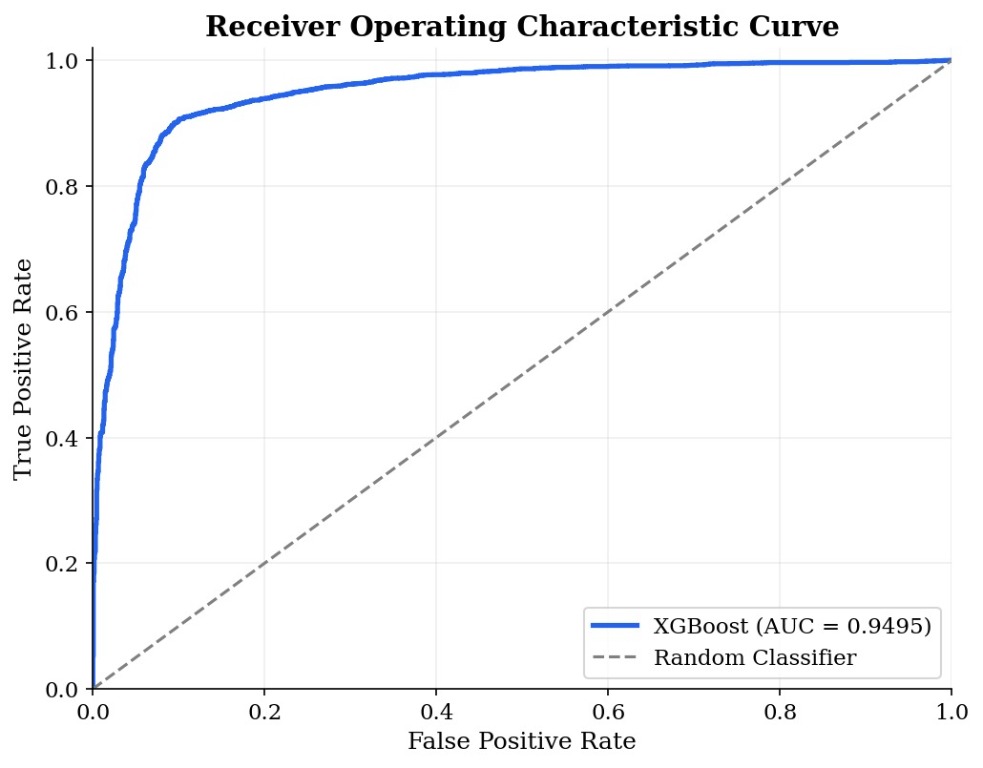 Receiver Operating Characteristic Curve
True Positive Rate
1.0
0.8
0.6
0.4
0.2
0.0
XGBoost (AUC = 0.9495)
Random Classifier
0.0 0.2 0.4 0.6 0.8 1.0
False Positive Rate